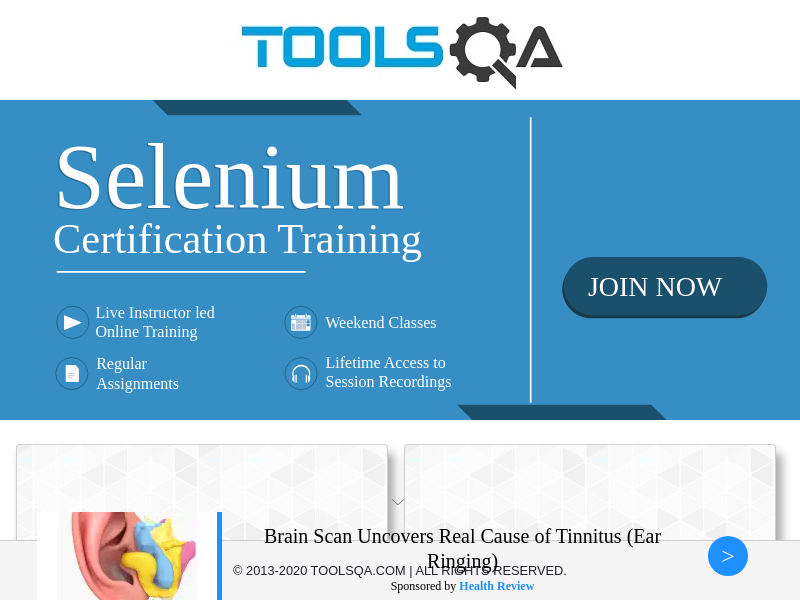 TOOLSQA
Selenium
Certification Training
JOIN NOW
Live Instructor led
Online Training
Weekend Classes
Regular
Assignments
Lifetime Access to
Session Recordings
Brain Scan Uncovers Real Cause of Tinnitus (Ear
Ringing)
>
© 2013-2020 TOOLSQA.COM | ALL RIGHTS RESERVED.
Sponsored by Health Review